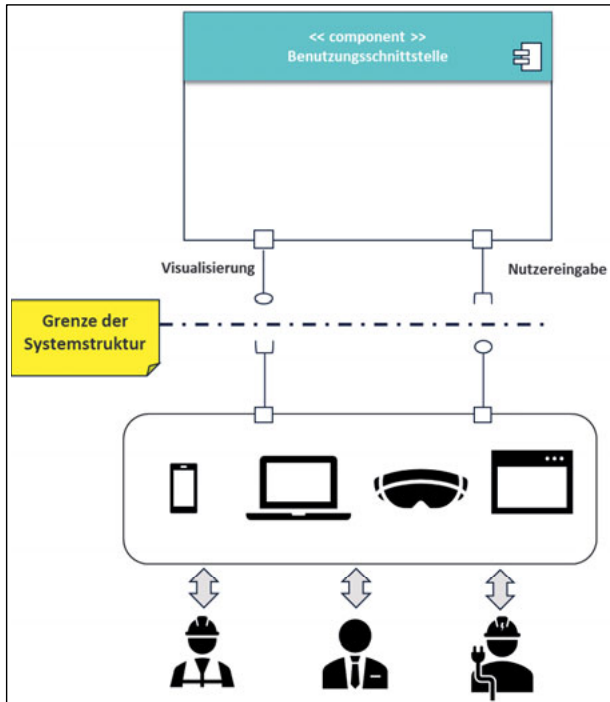 << component >>
Benutzungsschnittstelle
Visualisierung
Nutzereingabe
Grenze der
Systemstruktur